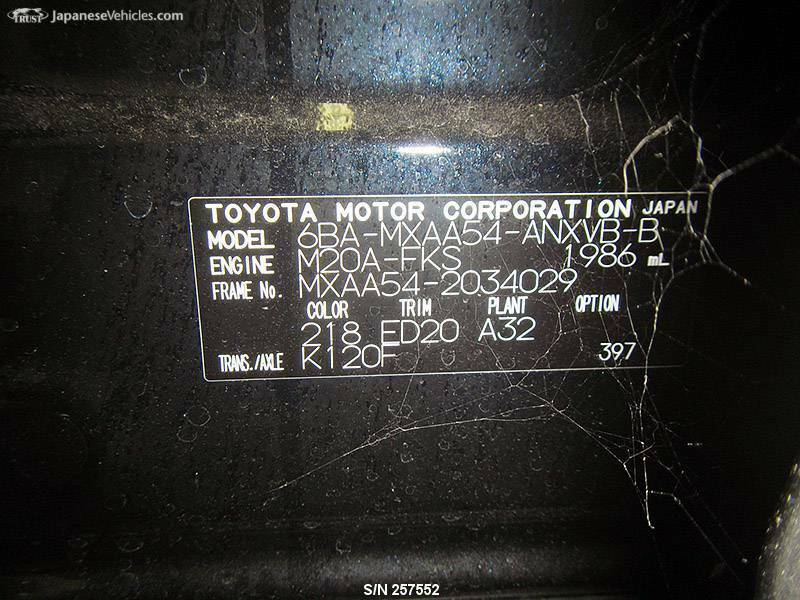 TRUST JapaneseVehicles.com
TOYOTA MOTOR CORPORATION JAPAN
MODEL 6BA-MXAA54-ANXVB-B
ENGINE M20A-FKS 1986 mL
FRAME No. MXAA54-2034029
COLOR TRIM PLANT OPTION
218 ED20 A32
TRANS./AXLE K120F 397
S/N 257552